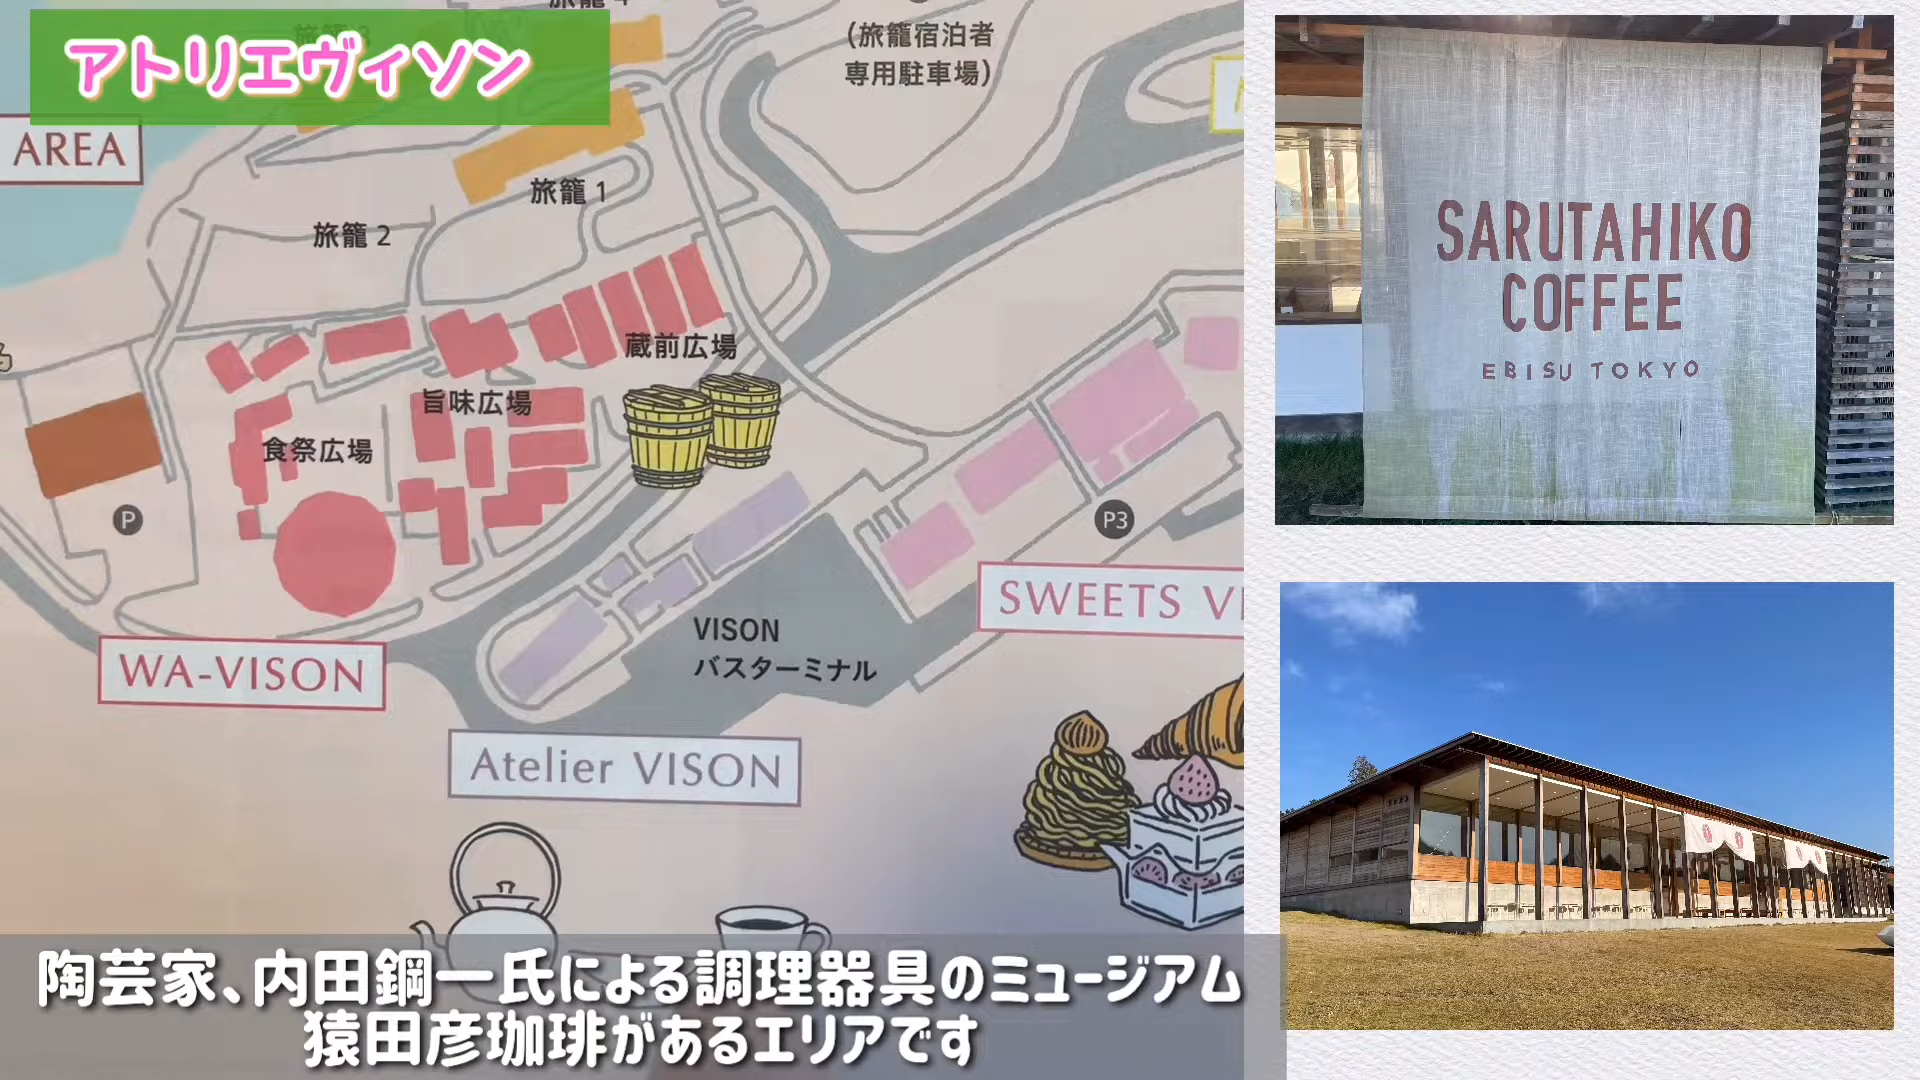 アトリエヴィソン
(旅籠宿泊者
専用駐車場)
AREA
旅籠 1
旅籠 2
蔵前広場
旨味広場
食祭広場
P
P3
SWEETS VI
WA-VISON
VISON
バスターミナル
Atelier VISON
SARUTAHIKO
COFFEE
EBISU TOKYO
陶芸家、内田鋼一氏による調理器具のミュージアム
猿田彦珈琲があるエリアです